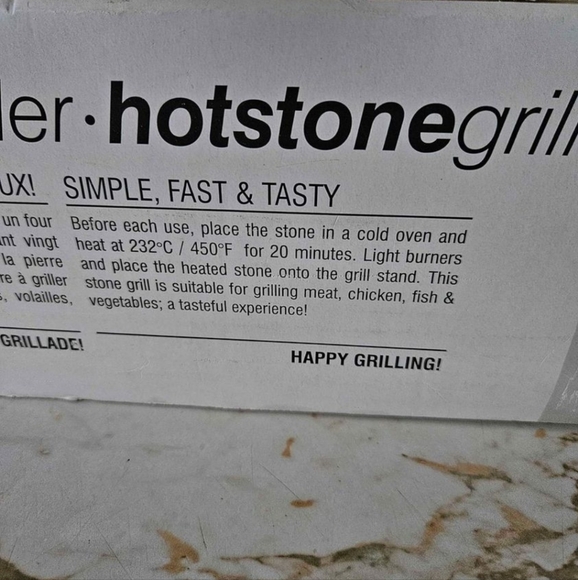 ler·hotstonegrill
UX! SIMPLE, FAST & TASTY
un four
vingt
la pierre
à griller
volailles,
GRILLADE!
Before each use, place the stone in a cold oven and
heat at 232°C / 450°F for 20 minutes. Light burners
and place the heated stone onto the grill stand. This
stone grill is suitable for grilling meat, chicken, fish &
vegetables; a tasteful experience!
HAPPY GRILLING!